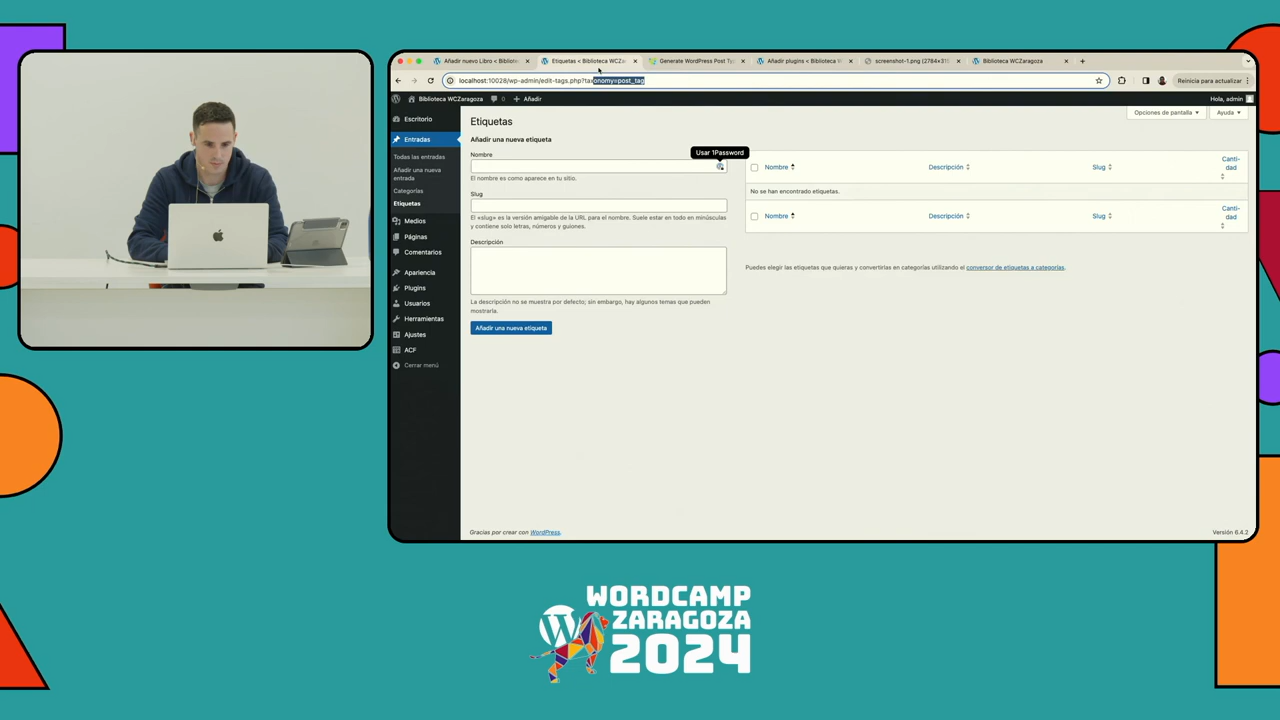 Añadir nuevo Libro < Bibliote
Etiquetas < Biblioteca WCZa
Generate WordPress Post Ty
Añadir plugins < Biblioteca W
screenshot-1.png (2784×315
Biblioteca WCZaragoza
localhost:10028/wp-admin/edit-tags.php?taxonomy=post_tag
Reinicia para actualizar
Biblioteca WCZaragoza
0
Añadir
Hola, admin
Escritorio
Entradas
Todas las entradas
Añadir una nueva
entrada
Categorías
Etiquetas
Medios
Páginas
Comentarios
Apariencia
Plugins
Usuarios
Herramientas
Ajustes
ACF
Cerrar menú
Opciones de pantalla
Ayuda
Etiquetas
Añadir una nueva etiqueta
Nombre
Usar 1Password
El nombre es como aparece en tu sitio.
Slug
El «slug» es la versión amigable de la URL para el nombre. Suele estar en todo en minúsculas
y contiene solo letras, números y guiones.
Descripción
La descripción no se muestra por defecto; sin embargo, hay algunos temas que pueden
mostrarla.
Añadir una nueva etiqueta
Nombre
Descripción
Slug
Canti-
dad
No se han encontrado etiquetas.
Nombre
Descripción
Slug
Canti-
dad
Puedes elegir las etiquetas que quieras y convertirlas en categorías utilizando el conversor de etiquetas a categorías.
Gracias por crear con WordPress.
Versión 6.4.2
WORDCAMP
ZARAGOZA
2024